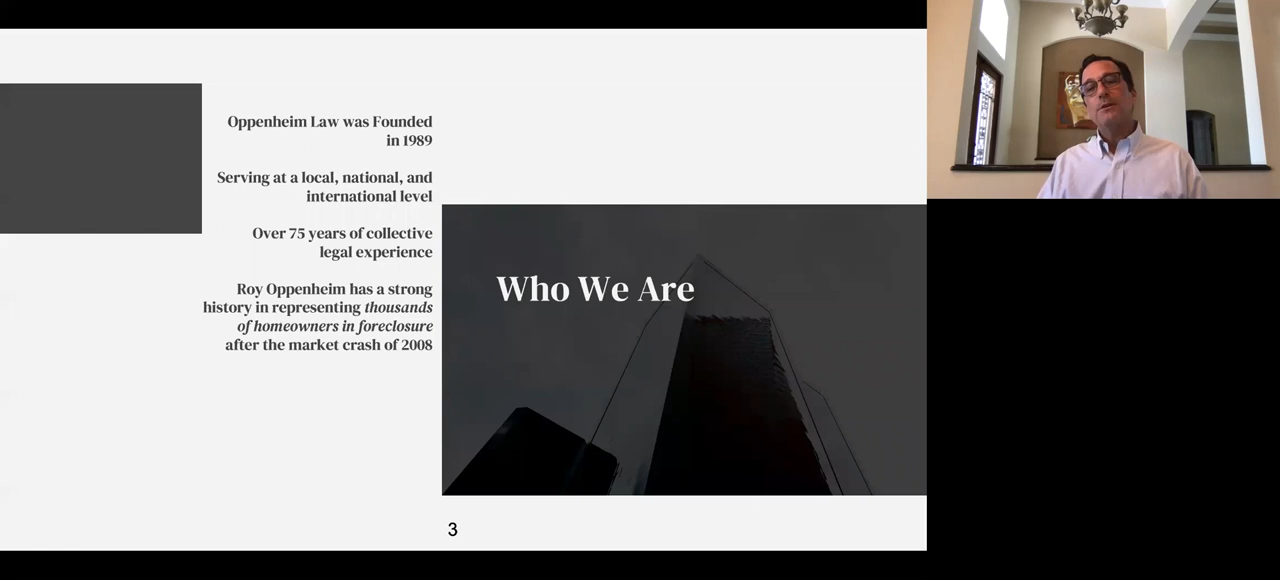 Oppenheim Law was Founded
in 1989
Serving at a local, national, and
international level
Over 75 years of collective
legal experience
Roy Oppenheim has a strong
history in representing thousands
of homeowners in foreclosure
after the market crash of 2008
Who We Are
3